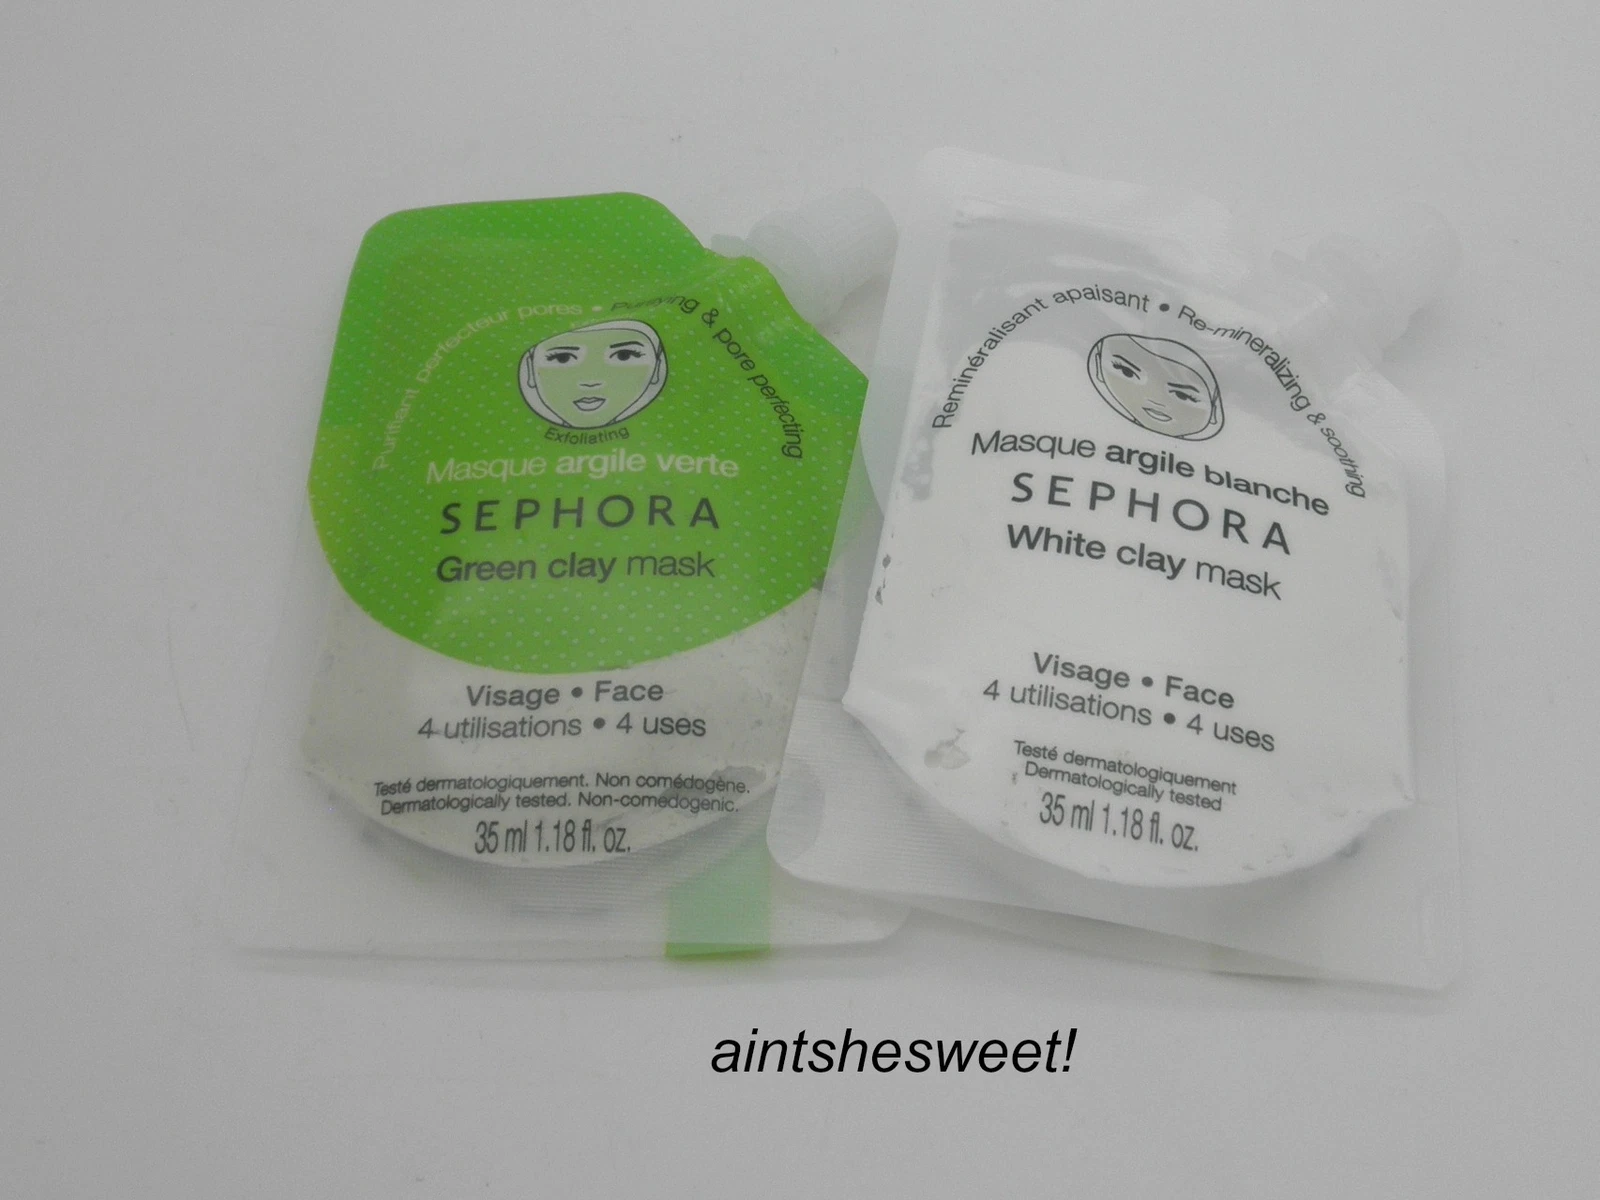 Purifiant perfecteur pores • Purifying & pore perfecting
Exfoliating
Masque argile verte
SEPHORA
Green clay mask
Visage • Face
4 utilisations • 4 uses
Testé dermatologiquement. Non comédogène.
Dermatologically tested. Non-comedogenic.
35 ml 1.18 fl. oz.
Reminéralisant apaisant • Re-mineralizing & soothing
Masque argile blanche
SEPHORA
White clay mask
Visage • Face
4 utilisations • 4 uses
Testé dermatologiquement
Dermatologically tested
35 ml 1.18 fl. oz.
aintshesweet!